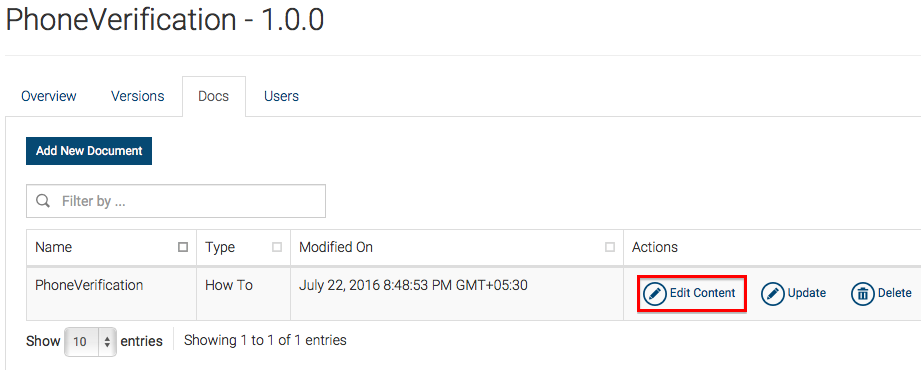 PhoneVerification - 1.0.0
Overview Versions Docs Users
Add New Document
Filter by ...
Name Type Modified On Actions
PhoneVerification How To July 22, 2016 8:48:53 PM GMT+05:30 Edit Content Update Delete
Show 10 entries Showing 1 to 1 of 1 entries